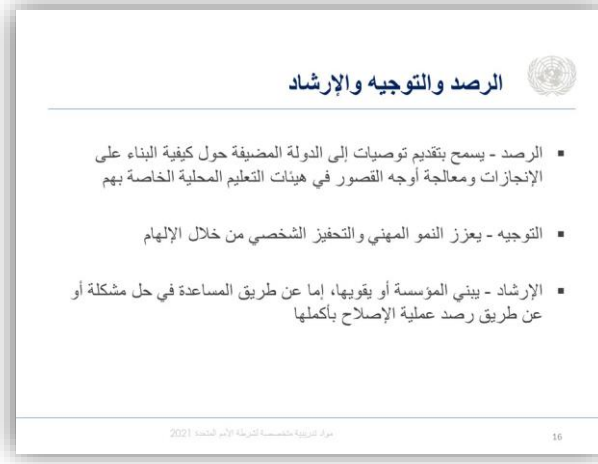 الرصد والتوجيه والإرشاد
▪ الرصد - يسمح بتقديم توصيات إلى الدولة المضيفة حول كيفية البناء على
الإنجازات ومعالجة أوجه القصور في هيئات التعليم المحلية الخاصة بهم
▪ التوجيه - يعزز النمو المهني والتحفيز الشخصي من خلال الإلهام
▪ الإرشاد - يبني المؤسسة أو يقويها، إما عن طريق المساعدة في حل مشكلة أو
عن طريق رصد عملية الإصلاح بأكملها
مواد تدريبية متخصصة لشرطة الأمم المتحدة 2021
16